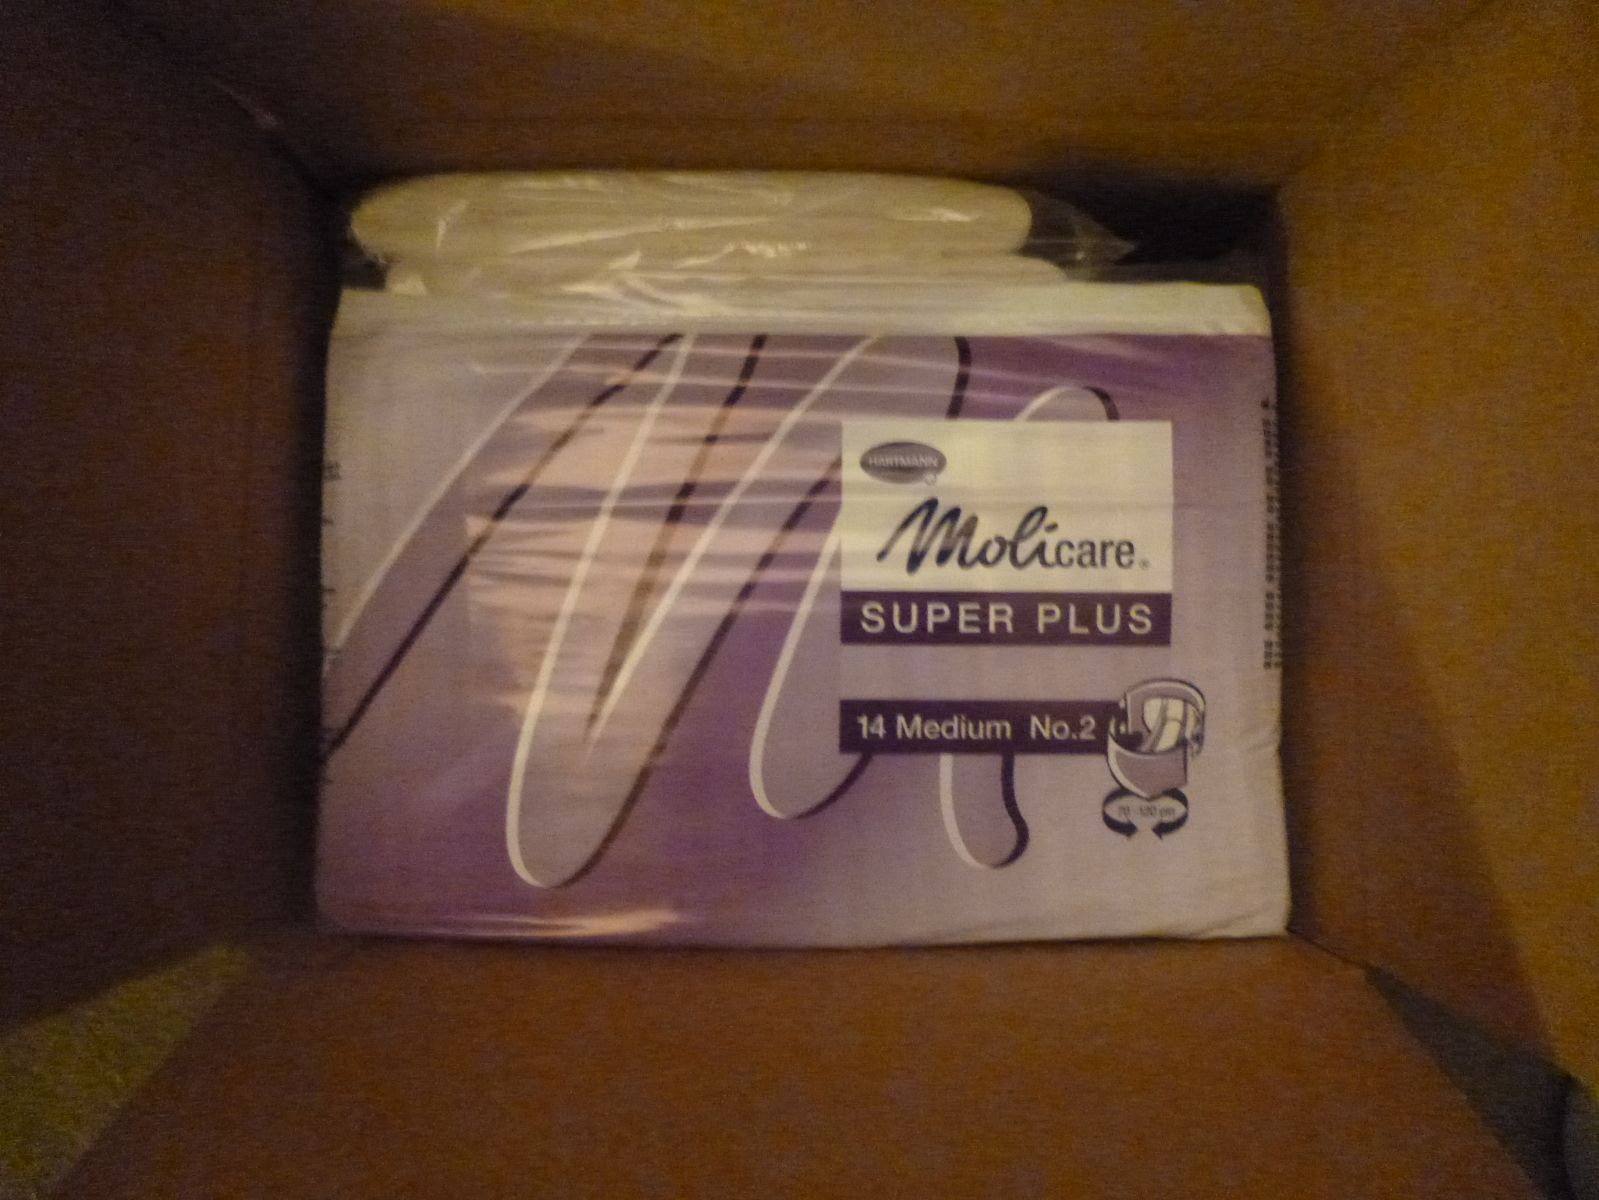 HARTMANN
Molicare®
SUPER PLUS
14 Medium No.2